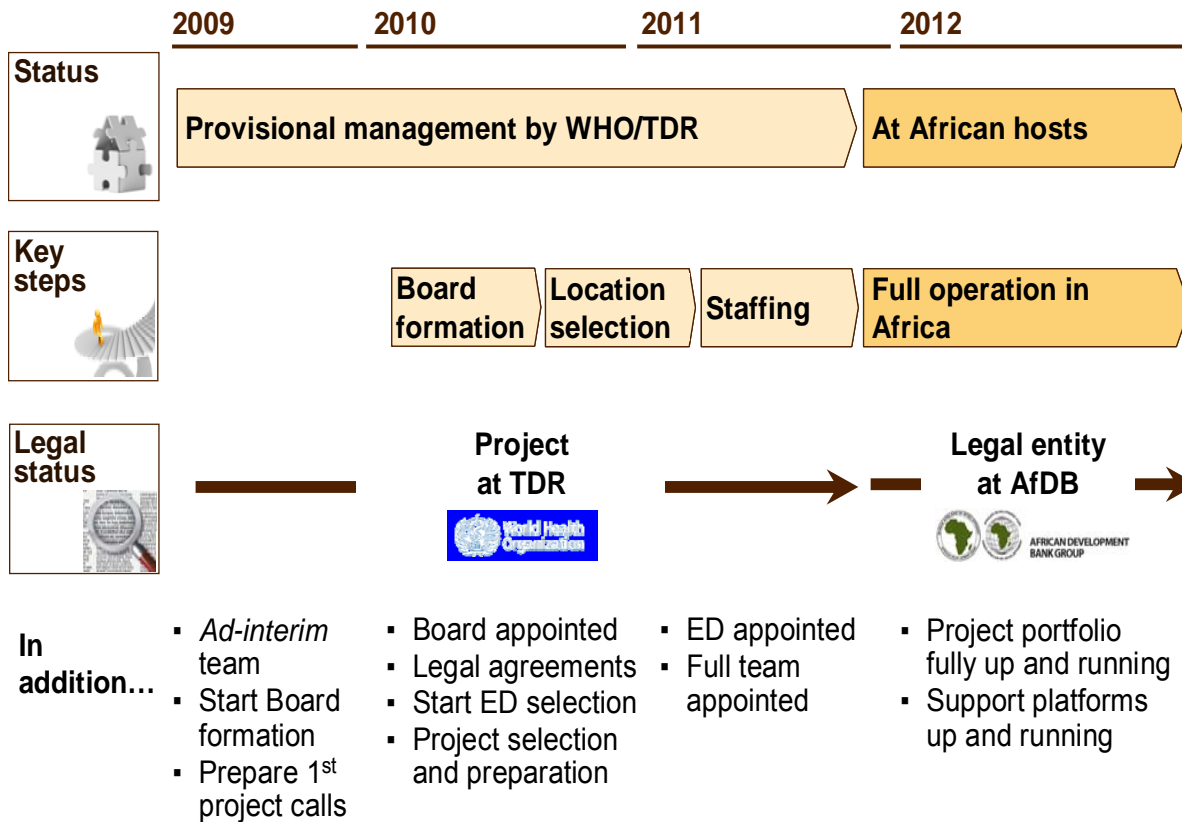 2009 2010 2011 2012
Status
Provisional management by WHO/TDR
At African hosts
Key
steps
Board
formation
Location
selection
Staffing
Full operation in
Africa
Legal
status
Project
at TDR
World Health
Organization
Legal entity
at AfDB
AFRICAN DEVELOPMENT
BANK GROUP
In
addition…
▪ Ad-interim
team
▪ Start Board
formation
▪ Prepare 1st
project calls
▪ Board appointed
▪ Legal agreements
▪ Start ED selection
▪ Project selection
and preparation
▪ ED appointed
▪ Full team
appointed
▪ Project portfolio
fully up and running
▪ Support platforms
up and running